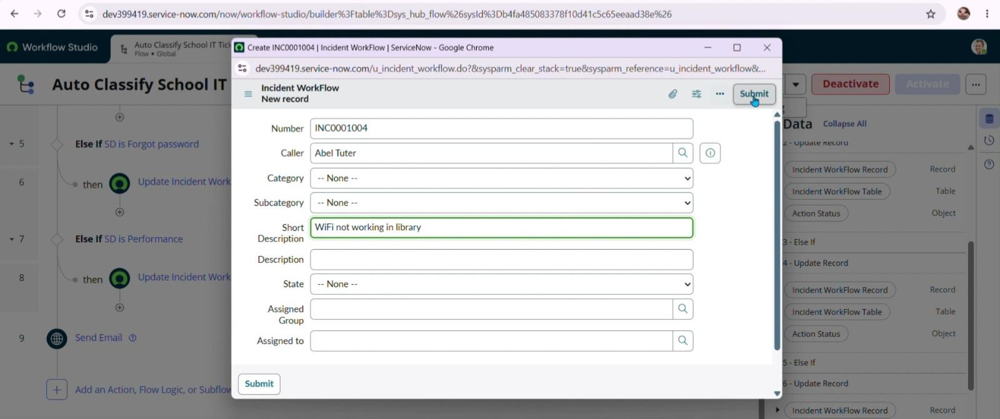 dev399419.service-now.com/now/workflow-studio/builder%3Ftable%3Dsys_hub_flow%26sysId%3Db4fa485083378f10d41c5c65eeaad38e%26
Workflow Studio
Auto Classify School IT Tick
Flow • Global
Auto Classify School IT
Deactivate
Activate
5
Else If SD is Forgot password
6
then
Update Incident Work
7
Else If SD is Performance
8
then
Update Incident Work
9
Send Email
Add an Action, Flow Logic, or Subflow
Create INC0001004 | Incident WorkFlow | ServiceNow - Google Chrome
dev399419.service-now.com/u_incident_workflow.do?&sysparm_clear_stack=true&sysparm_reference=u_incident_workflow&...
Incident WorkFlow
New record
Submit
Number
INC0001004
Caller
Abel Tuter
Category
-- None --
Subcategory
-- None --
Short
Description
WiFi not working in library
Description
State
-- None --
Assigned
Group
Assigned to
Submit
Data
Collapse All
2 - Update Record
Incident WorkFlow Record
Record
Incident WorkFlow Table
Table
Action Status
Object
3 - Else If
4 - Update Record
Incident WorkFlow Record
Record
Incident WorkFlow Table
Table
Action Status
Object
5 - Else If
6 - Update Record
Incident WorkFlow Record
Record